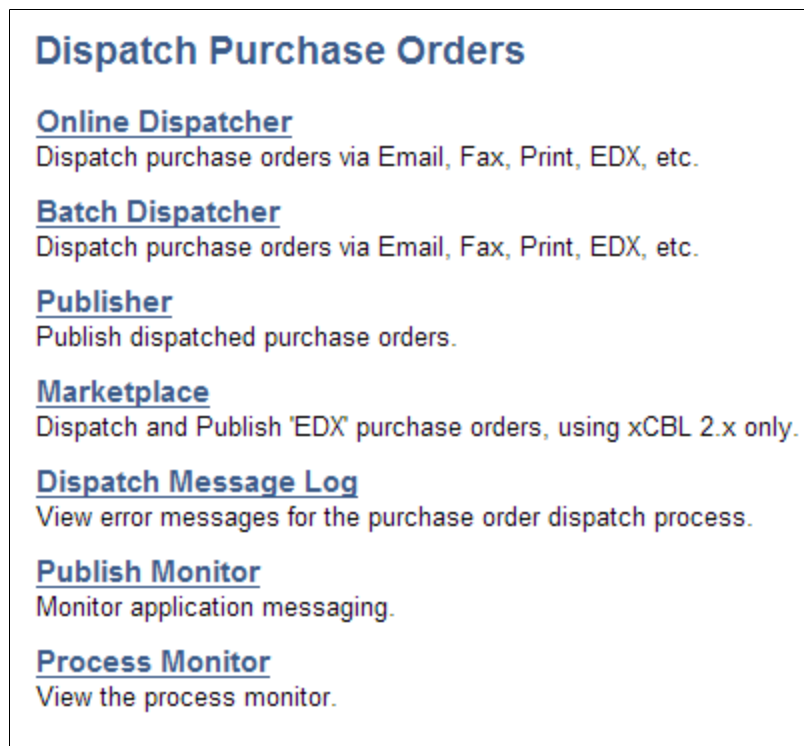 Dispatch Purchase Orders
Online Dispatcher
Dispatch purchase orders via Email, Fax, Print, EDX, etc.
Batch Dispatcher
Dispatch purchase orders via Email, Fax, Print, EDX, etc.
Publisher
Publish dispatched purchase orders.
Marketplace
Dispatch and Publish 'EDX' purchase orders, using xCBL 2.x only.
Dispatch Message Log
View error messages for the purchase order dispatch process.
Publish Monitor
Monitor application messaging.
Process Monitor
View the process monitor.